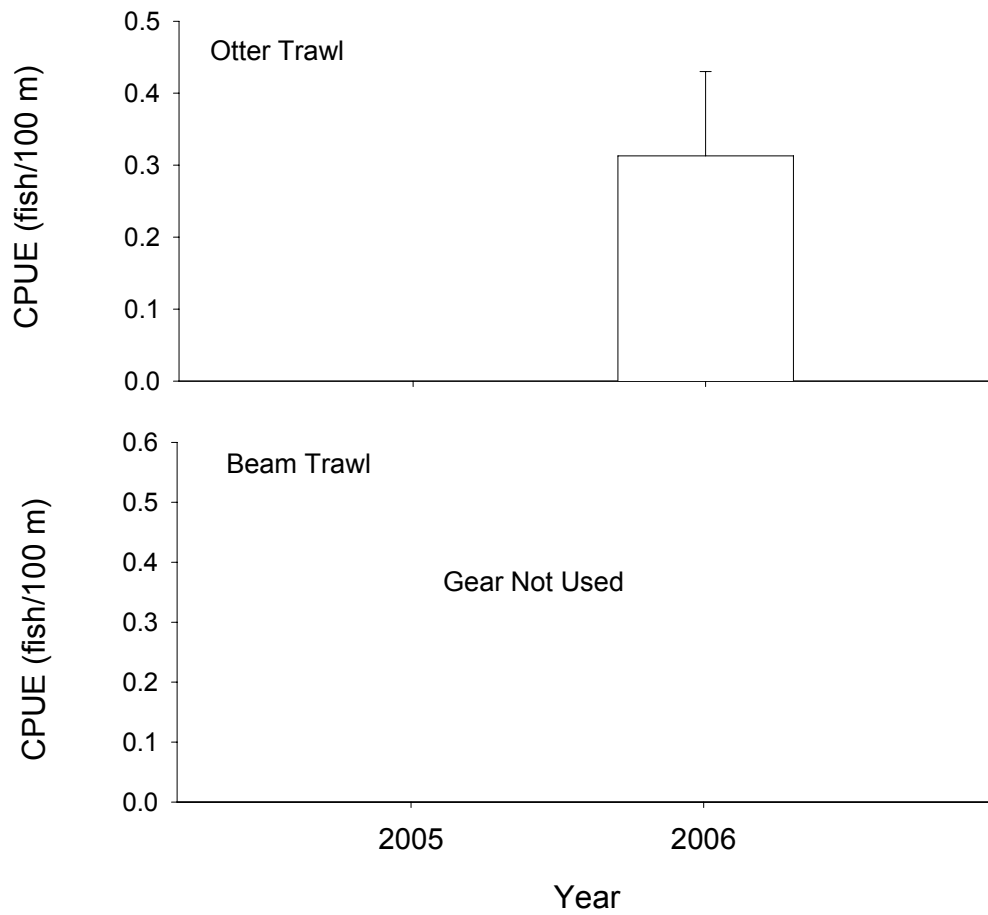 Otter Trawl
CPUE (fish/100 m)
0.5
0.4
0.3
0.2
0.1
0.0
Beam Trawl
Gear Not Used
CPUE (fish/100 m)
0.6
0.5
0.4
0.3
0.2
0.1
0.0
2005 2006
Year